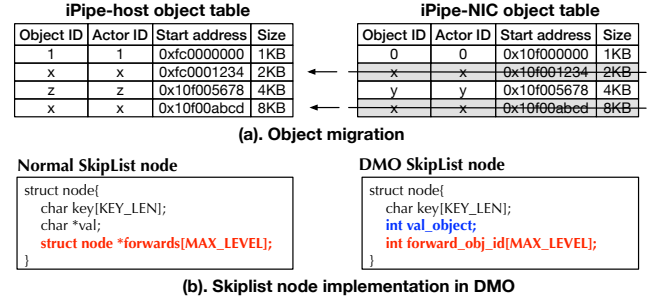 iPipe-host object table
iPipe-NIC object table
Object ID Actor ID Start address Size
1 1 0xfc0000000 1KB
x x 0xfc0001234 2KB
z z 0x10f005678 4KB
x x 0x10f00abcd 8KB
Object ID Actor ID Start address Size
0 0 0x10f000000 1KB
x x 0x10f001234 2KB
y y 0x10f005678 4KB
x x 0x10f00abcd 8KB
(a). Object migration
Normal SkipList node
struct node{
char key[KEY_LEN];
char *val;
struct node *forwards[MAX_LEVEL];
}
DMO SkipList node
struct node{
char key[KEY_LEN];
int val_object;
int forward_obj_id[MAX_LEVEL];
}
(b). Skiplist node implementation in DMO